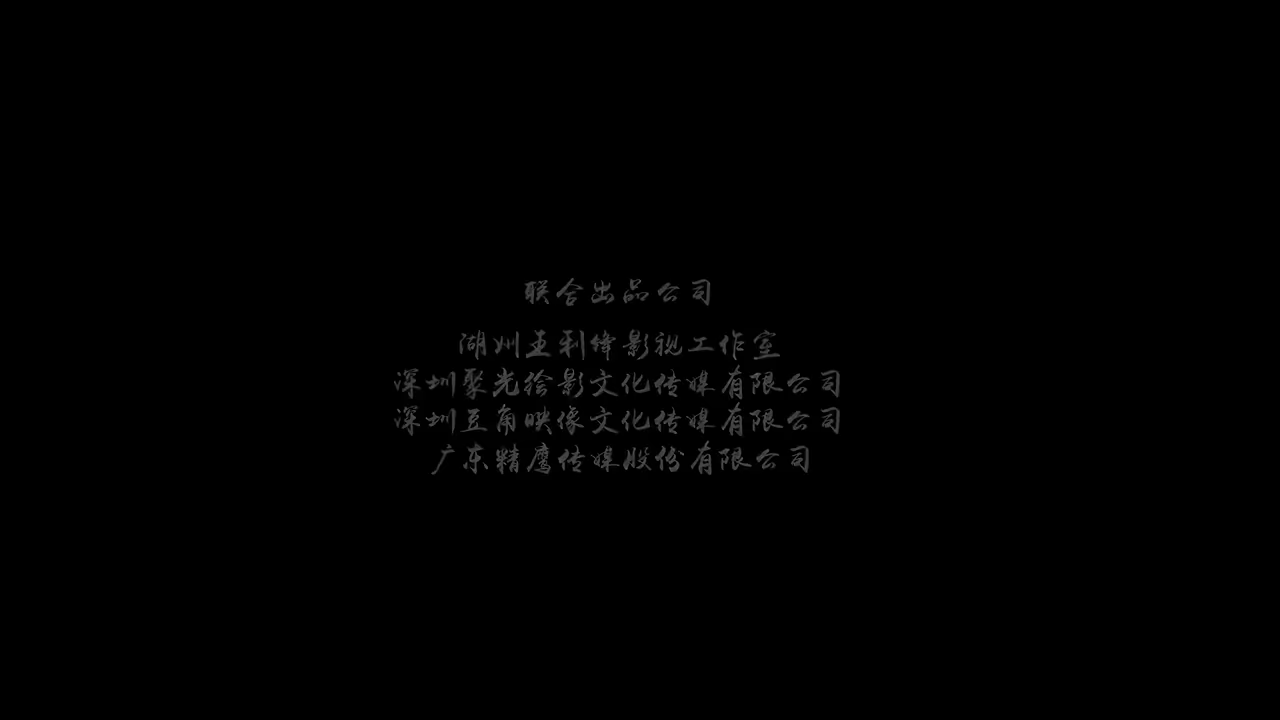 联合出品公司
湖州王利绛影视工作室
深圳聚光绘影文化传媒有限公司
深圳豆角映像文化传媒有限公司
广东精鹰传媒股份有限公司